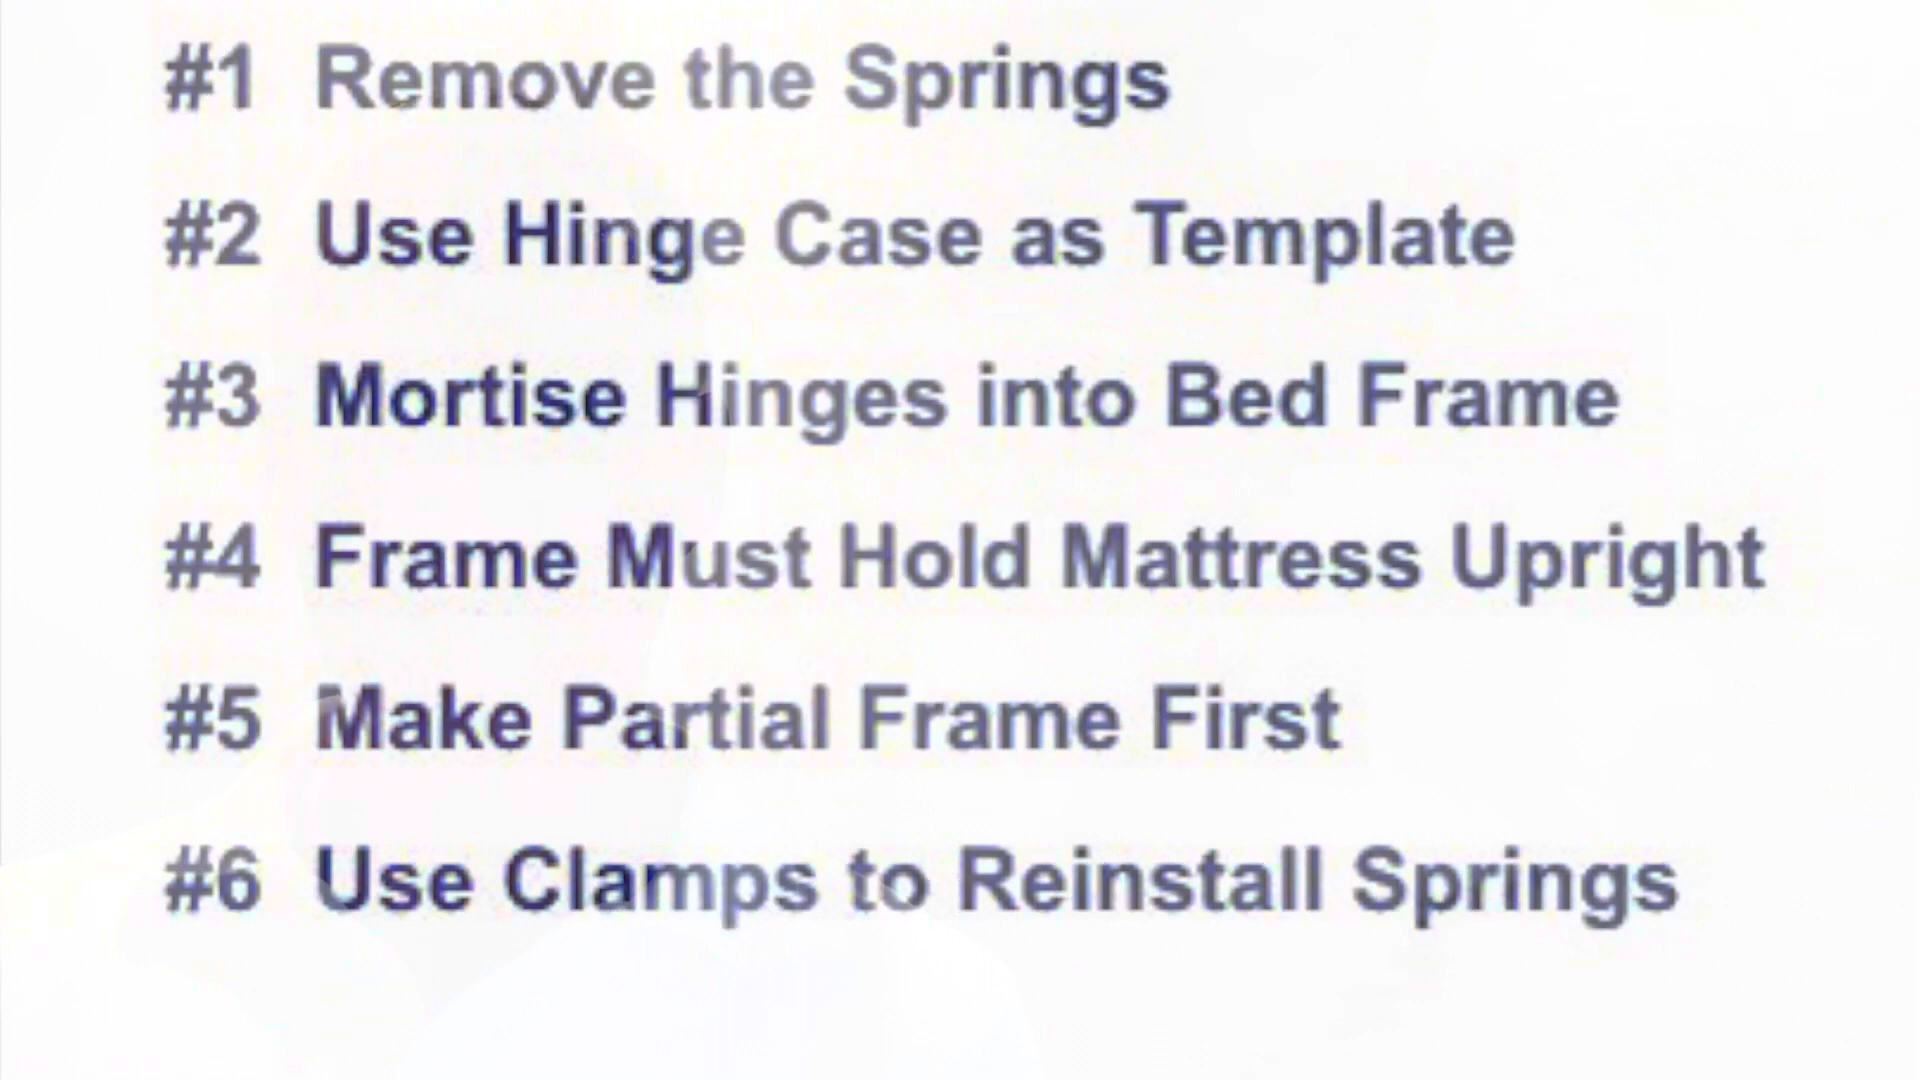 #1 Remove the Springs
#2 Use Hinge Case as Template
#3 Mortise Hinges into Bed Frame
#4 Frame Must Hold Mattress Upright
#5 Make Partial Frame First
#6 Use Clamps to Reinstall Springs